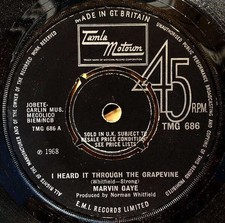 MADE IN GT. BRITAIN
Tamla
Motown
45
R.P.M.
TMG 686
JOBETE-
CARLIN MUS.
MECOLICO
BIEM/NCB
TMG 686 A
SOLD IN U.K. SUBJECT TO
RESALE PRICE CONDITIONS,
SEE PRICE LISTS
℗ 1968
I HEARD IT THROUGH THE GRAPEVINE
(Whitfield—Strong)
MARVIN GAYE
Produced by Norman Whitfield
E.M.I. RECORDS LIMITED